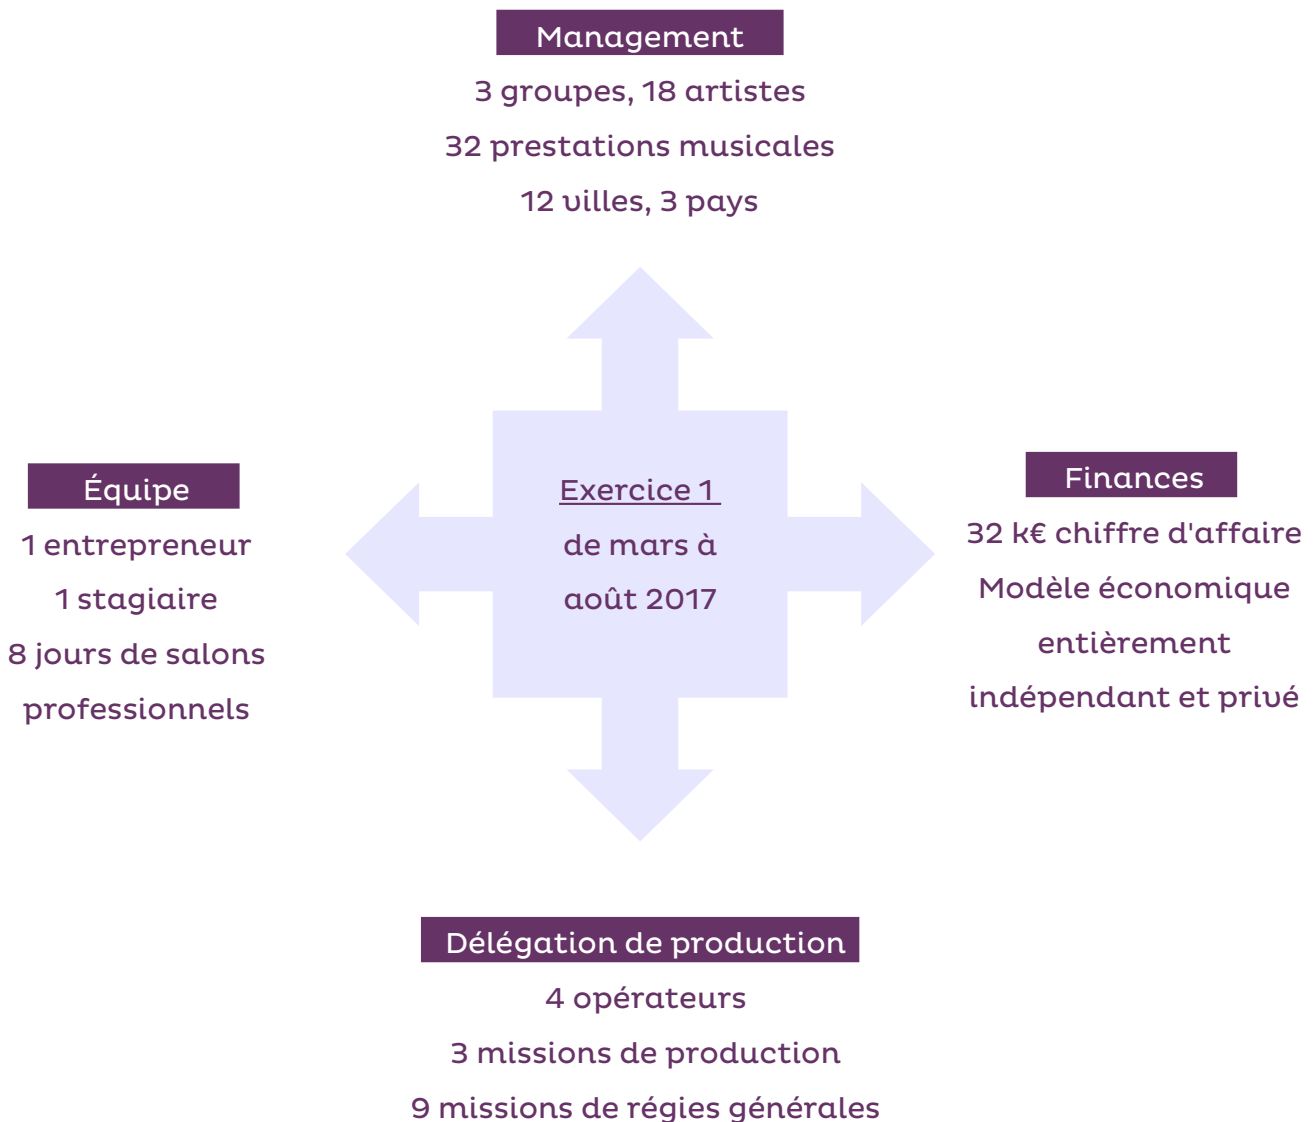 Management
3 groupes, 18 artistes
32 prestations musicales
12 villes, 3 pays
Équipe
1 entrepreneur
1 stagiaire
8 jours de salons
professionnels
Exercice 1
de mars à
août 2017
Finances
32 k€ chiffre d'affaire
Modèle économique
entièrement
indépendant et privé
Délégation de production
4 opérateurs
3 missions de production
9 missions de régies générales